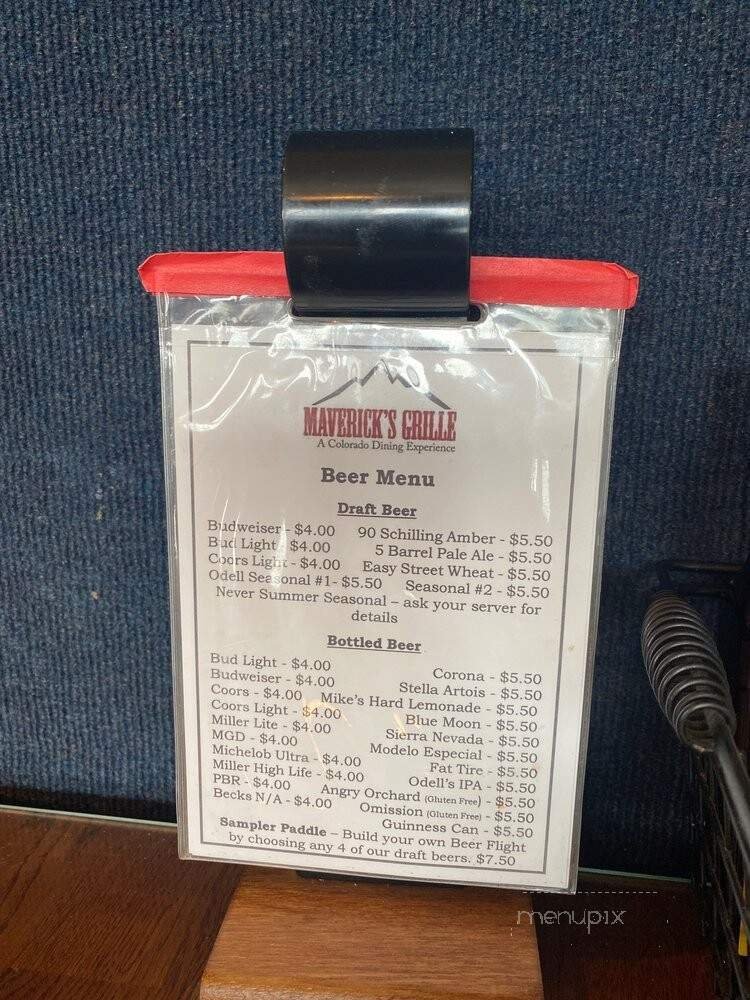 MAVERICK'S GRILLE
A Colorado Dining Experience
Beer Menu
Draft Beer
Budweiser - $4.00 90 Schilling Amber - $5.50
Bud Light - $4.00 5 Barrel Pale Ale - $5.50
Coors Light - $4.00 Easy Street Wheat - $5.50
Odell Seasonal #1- $5.50 Seasonal #2 - $5.50
Never Summer Seasonal – ask your server for
details
Bottled Beer
Bud Light - $4.00 Corona - $5.50
Budweiser - $4.00 Stella Artois - $5.50
Coors - $4.00 Mike's Hard Lemonade - $5.50
Coors Light - $4.00 Blue Moon - $5.50
Miller Lite - $4.00 Sierra Nevada - $5.50
MGD - $4.00 Modelo Especial - $5.50
Michelob Ultra - $4.00 Fat Tire - $5.50
Miller High Life - $4.00 Odell's IPA - $5.50
PBR - $4.00 Angry Orchard (Gluten Free) - $5.50
Becks N/A - $4.00 Omission (Gluten Free) - $5.50
Guinness Can - $5.50
Sampler Paddle – Build your own Beer Flight
by choosing any 4 of our draft beers. $7.50
menupix